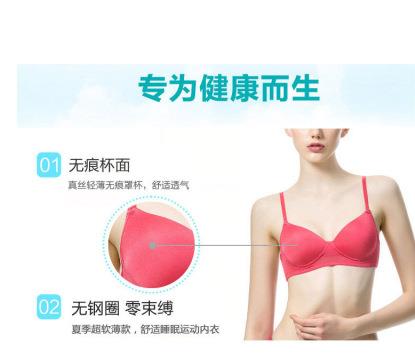 专为健康而生
01 无痕杯面
真丝轻薄无痕罩杯，舒适透气
02 无钢圈 零束缚
夏季超软薄款，舒适睡眠运动内衣